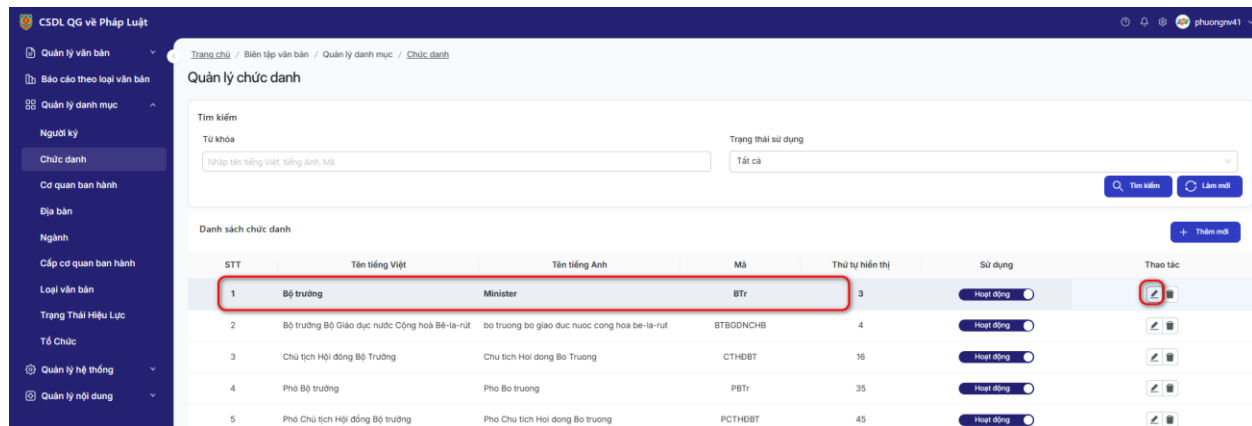 CSDL QG về Pháp Luật
phuongnv41
Quản lý văn bản
Báo cáo theo loại văn bản
Quản lý danh mục
Người ký
Chức danh
Cơ quan ban hành
Địa bàn
Ngành
Cấp cơ quan ban hành
Loại văn bản
Trạng Thái Hiệu Lực
Tổ Chức
Quản lý hệ thống
Quản lý nội dung
Trang chủ / Biên tập văn bản / Quản lý danh mục / Chức danh
Quản lý chức danh
Tìm kiếm
Từ khóa Trạng thái sử dụng
Nhập tên tiếng Việt, tiếng Anh, Mã Tất cả
Tìm kiếm Làm mới
Danh sách chức danh + Thêm mới
STT Tên tiếng Việt Tên tiếng Anh Mã Thứ tự hiển thị Sử dụng Thao tác
1 Bộ trưởng Minister BTr 3 Hoạt động
2 Bộ trưởng Bộ Giáo dục nước Cộng hoà Bê-la-rút bo truong bo giao duc nuoc cong hoa be-la-rut BTBGDNCHB 4 Hoạt động
3 Chủ tịch Hội đồng Bộ Trưởng Chu tich Hoi dong Bo Truong CTHĐBT 16 Hoạt động
4 Phó Bộ trưởng Pho Bo truong PBTr 35 Hoạt động
5 Phó Chủ tịch Hội đồng Bộ trưởng Pho Chu tich Hoi dong Bo truong PCTHĐBT 45 Hoạt động